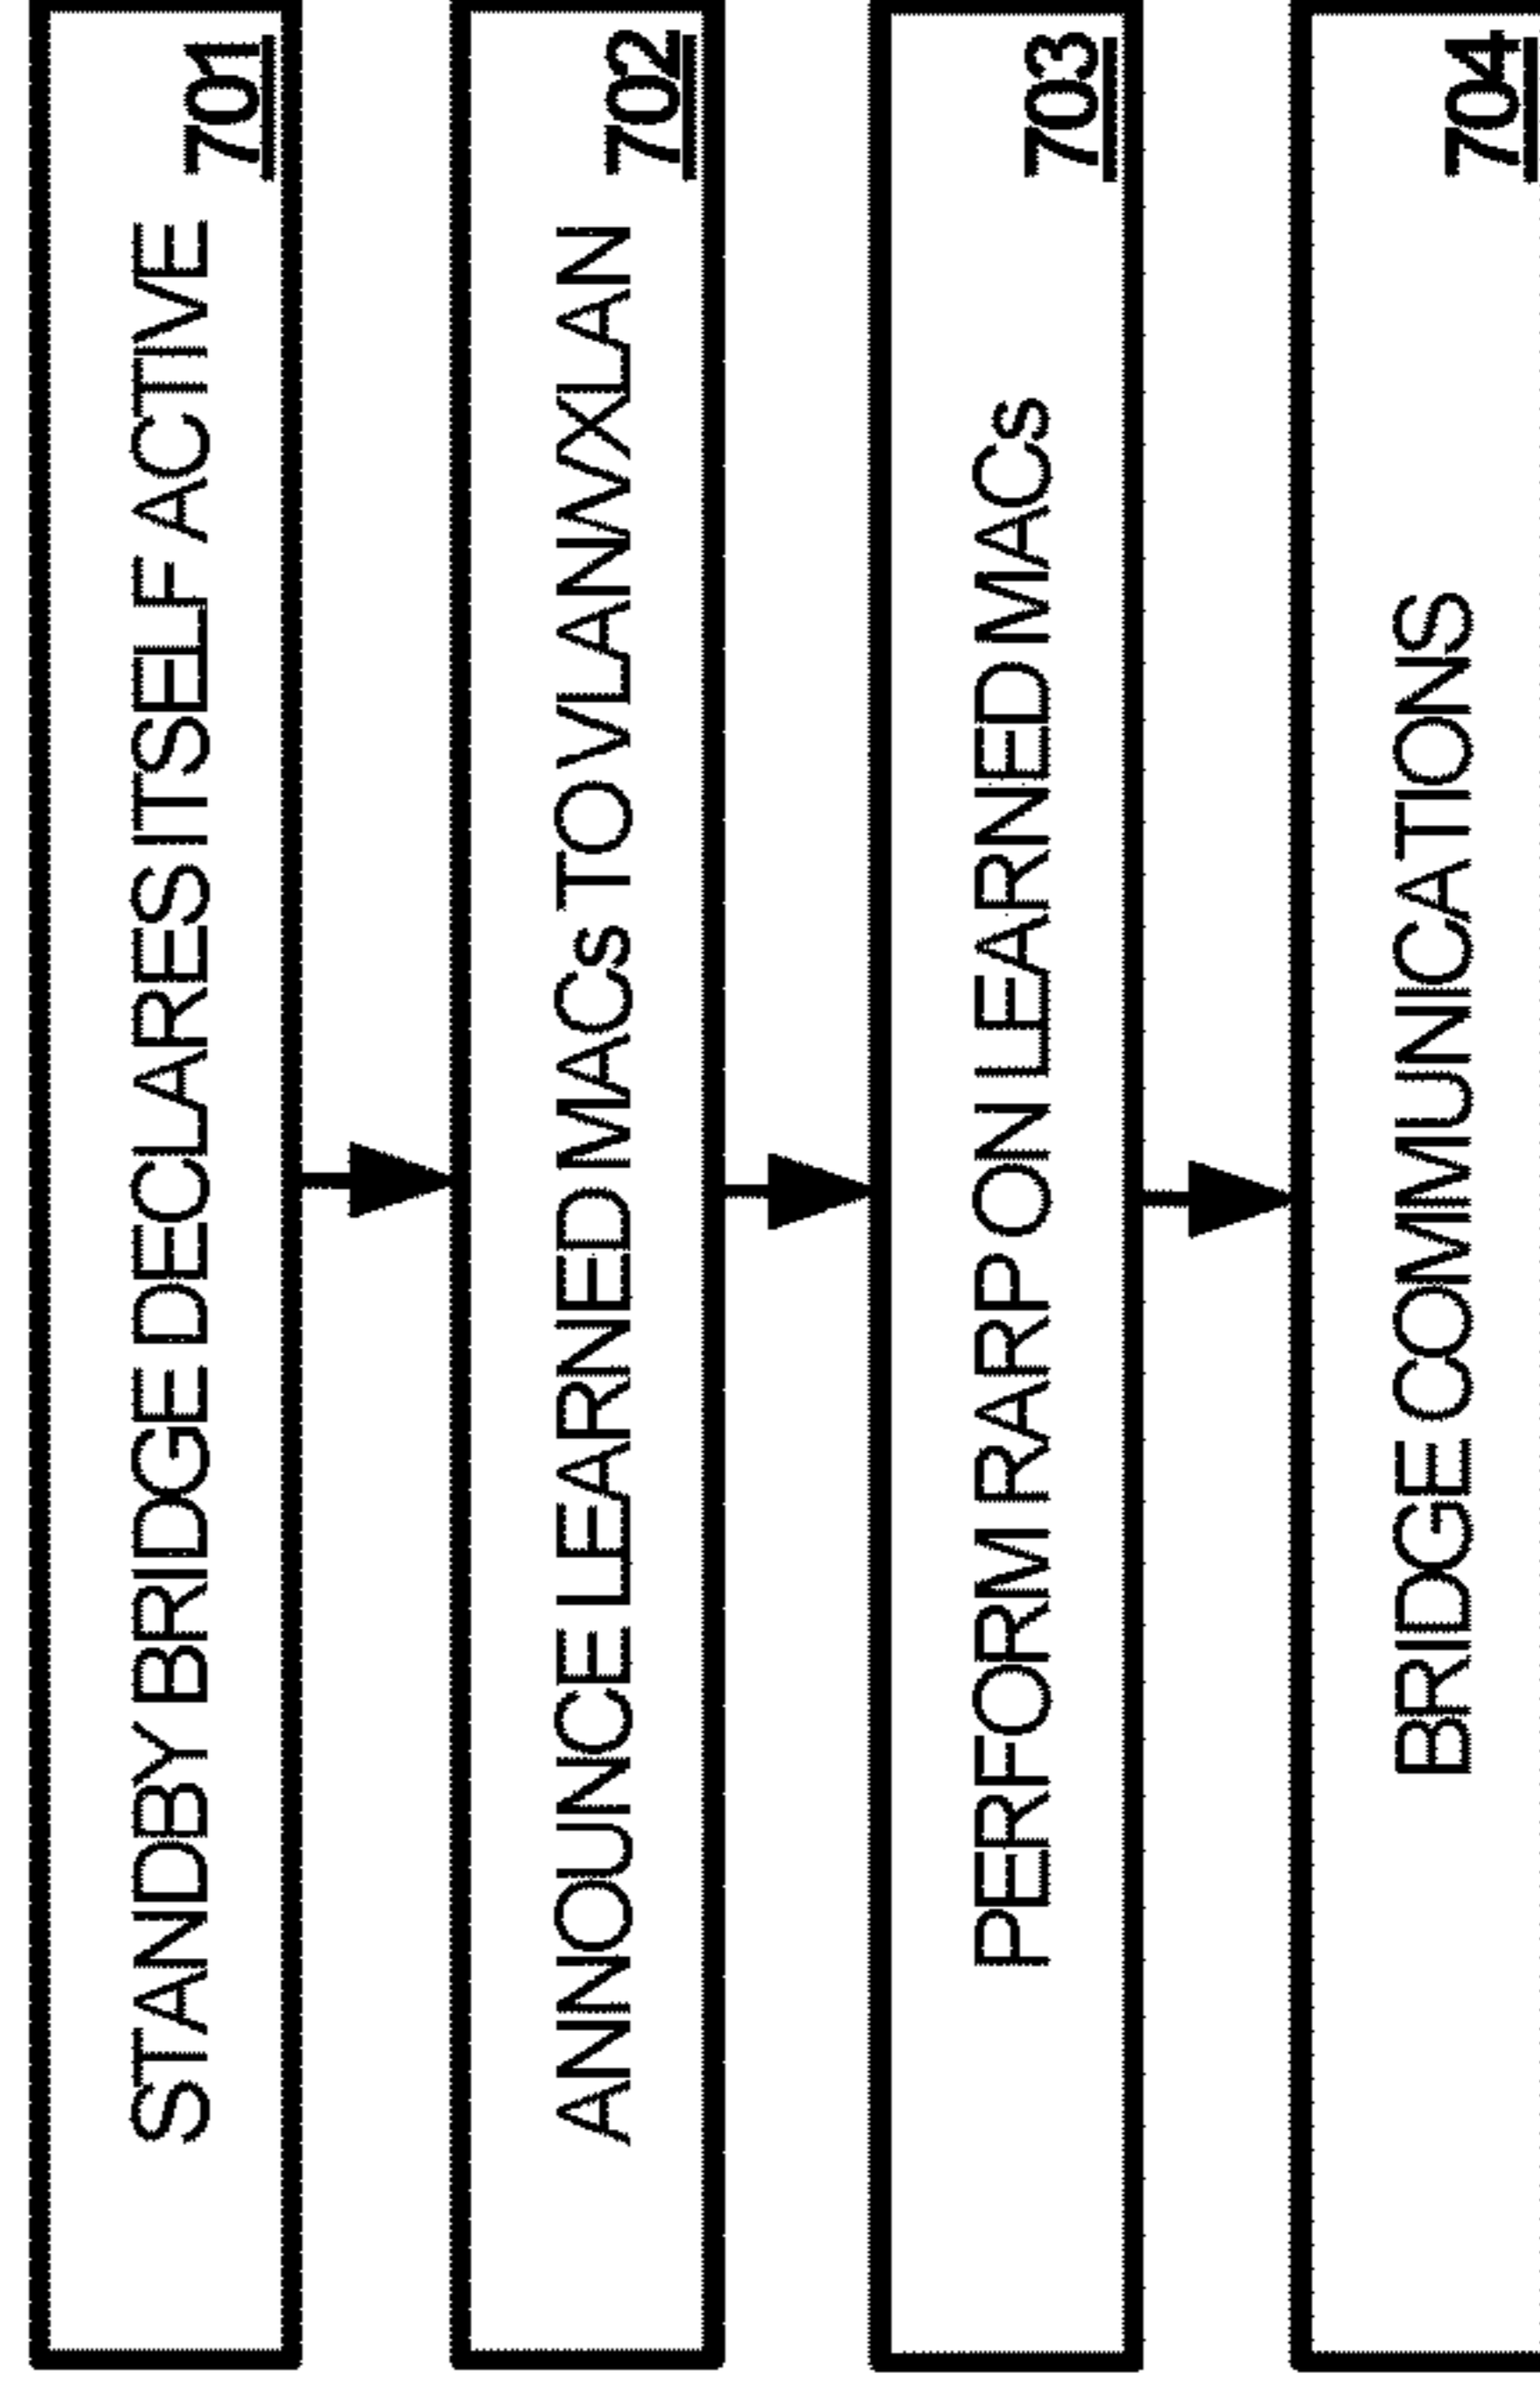 STANDBY BRIDGE DECLARES ITSELF ACTIVE
701
ANNOUNCE LEARNED MACs TO VLAN/VXLAN
702
PERFORM RARP ON LEARNED MACs
703
BRIDGE COMMUNICATIONS
704